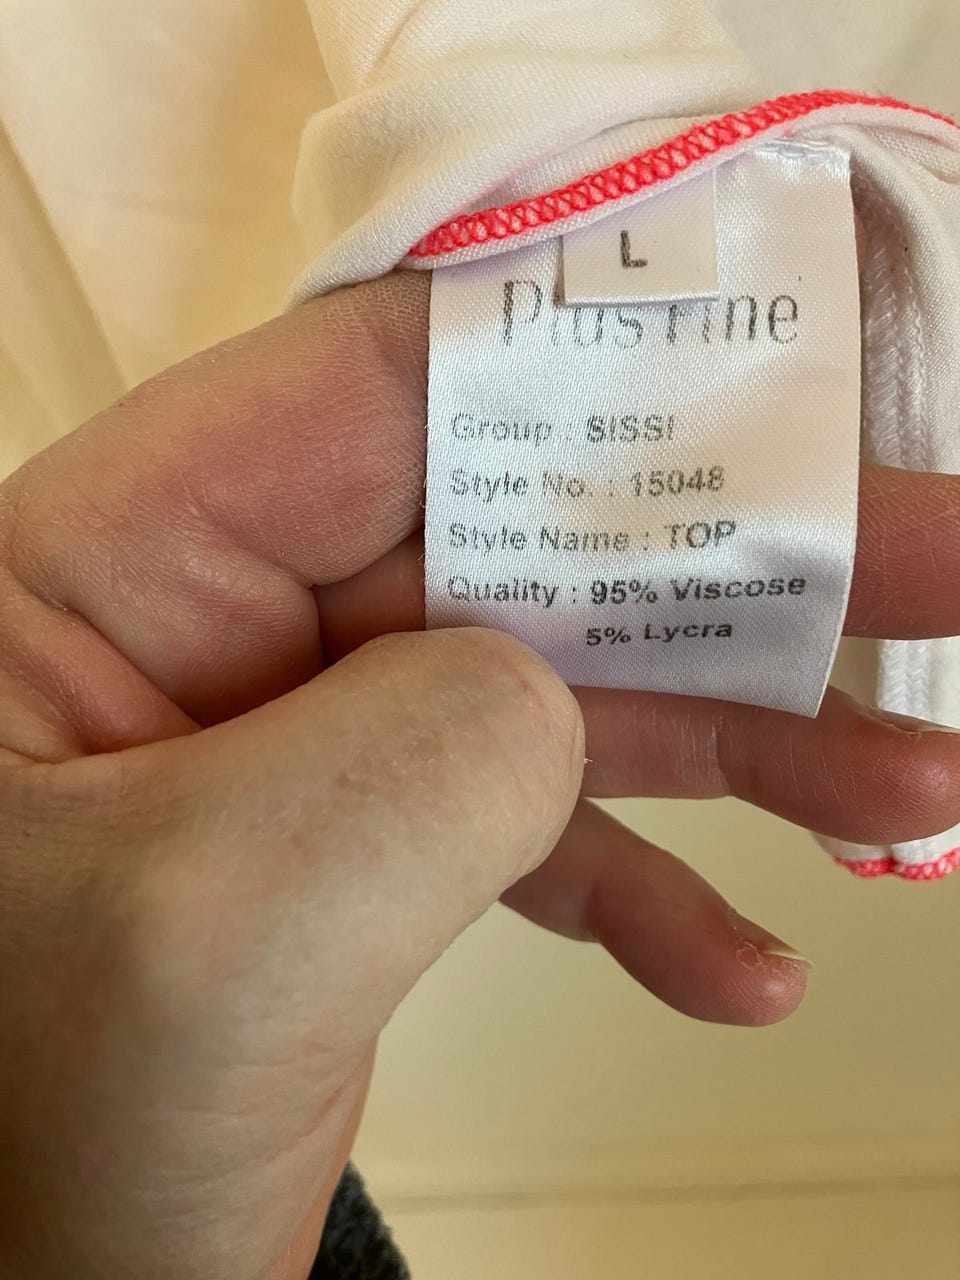 L
Plus Fine
Group : SISSI
Style No. : 15048
Style Name : TOP
Quality : 95% Viscose
5% Lycra